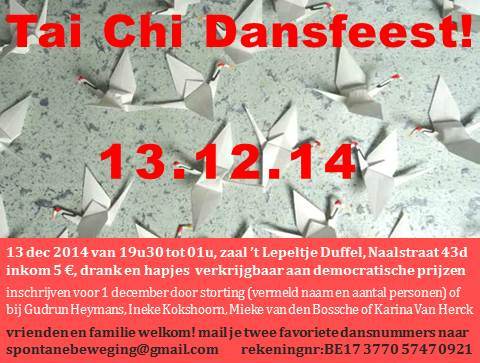 Tai Chi Dansfeest!
13.12.14
13 dec 2014 van 19u30 tot 01u, zaal 't Lepeltje Duffel, Naalstraat 43d
inkom 5 €, drank en hapjes verkrijgbaar aan democratische prijzen
inschrijven voor 1 december door storting (vermeld naam en aantal personen) of
bij Gudrun Heymans, Ineke Kokshoorn, Mieke van den Bossche of Karina Van Herck
vrienden en familie welkom! mail je twee favoriete dansnummers naar
spontanebeweging@gmail.com rekeningnr:BE17 3770 5747 0921